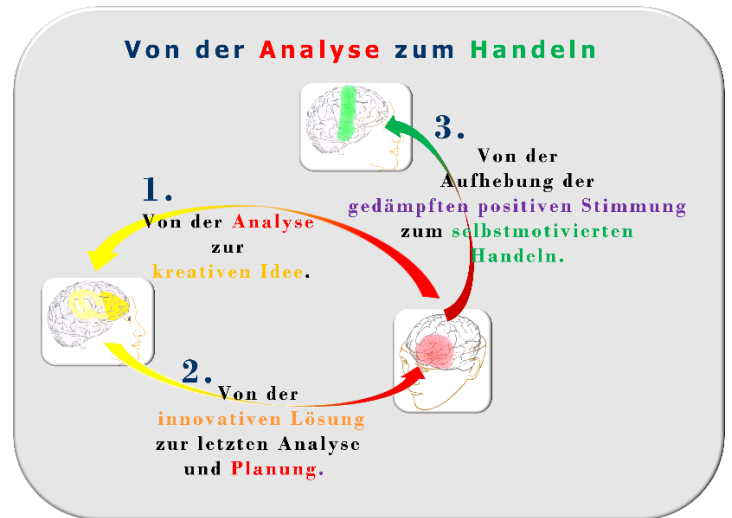 Von der Analyse zum Handeln
1.
Von der Analyse
zur
kreativen Idee.
2.
Von der
innovativen Lösung
zur letzten Analyse
und Planung.
3.
Von der
Aufhebung der
gedämpften positiven Stimmung
zum selbstmotivierten
Handeln.